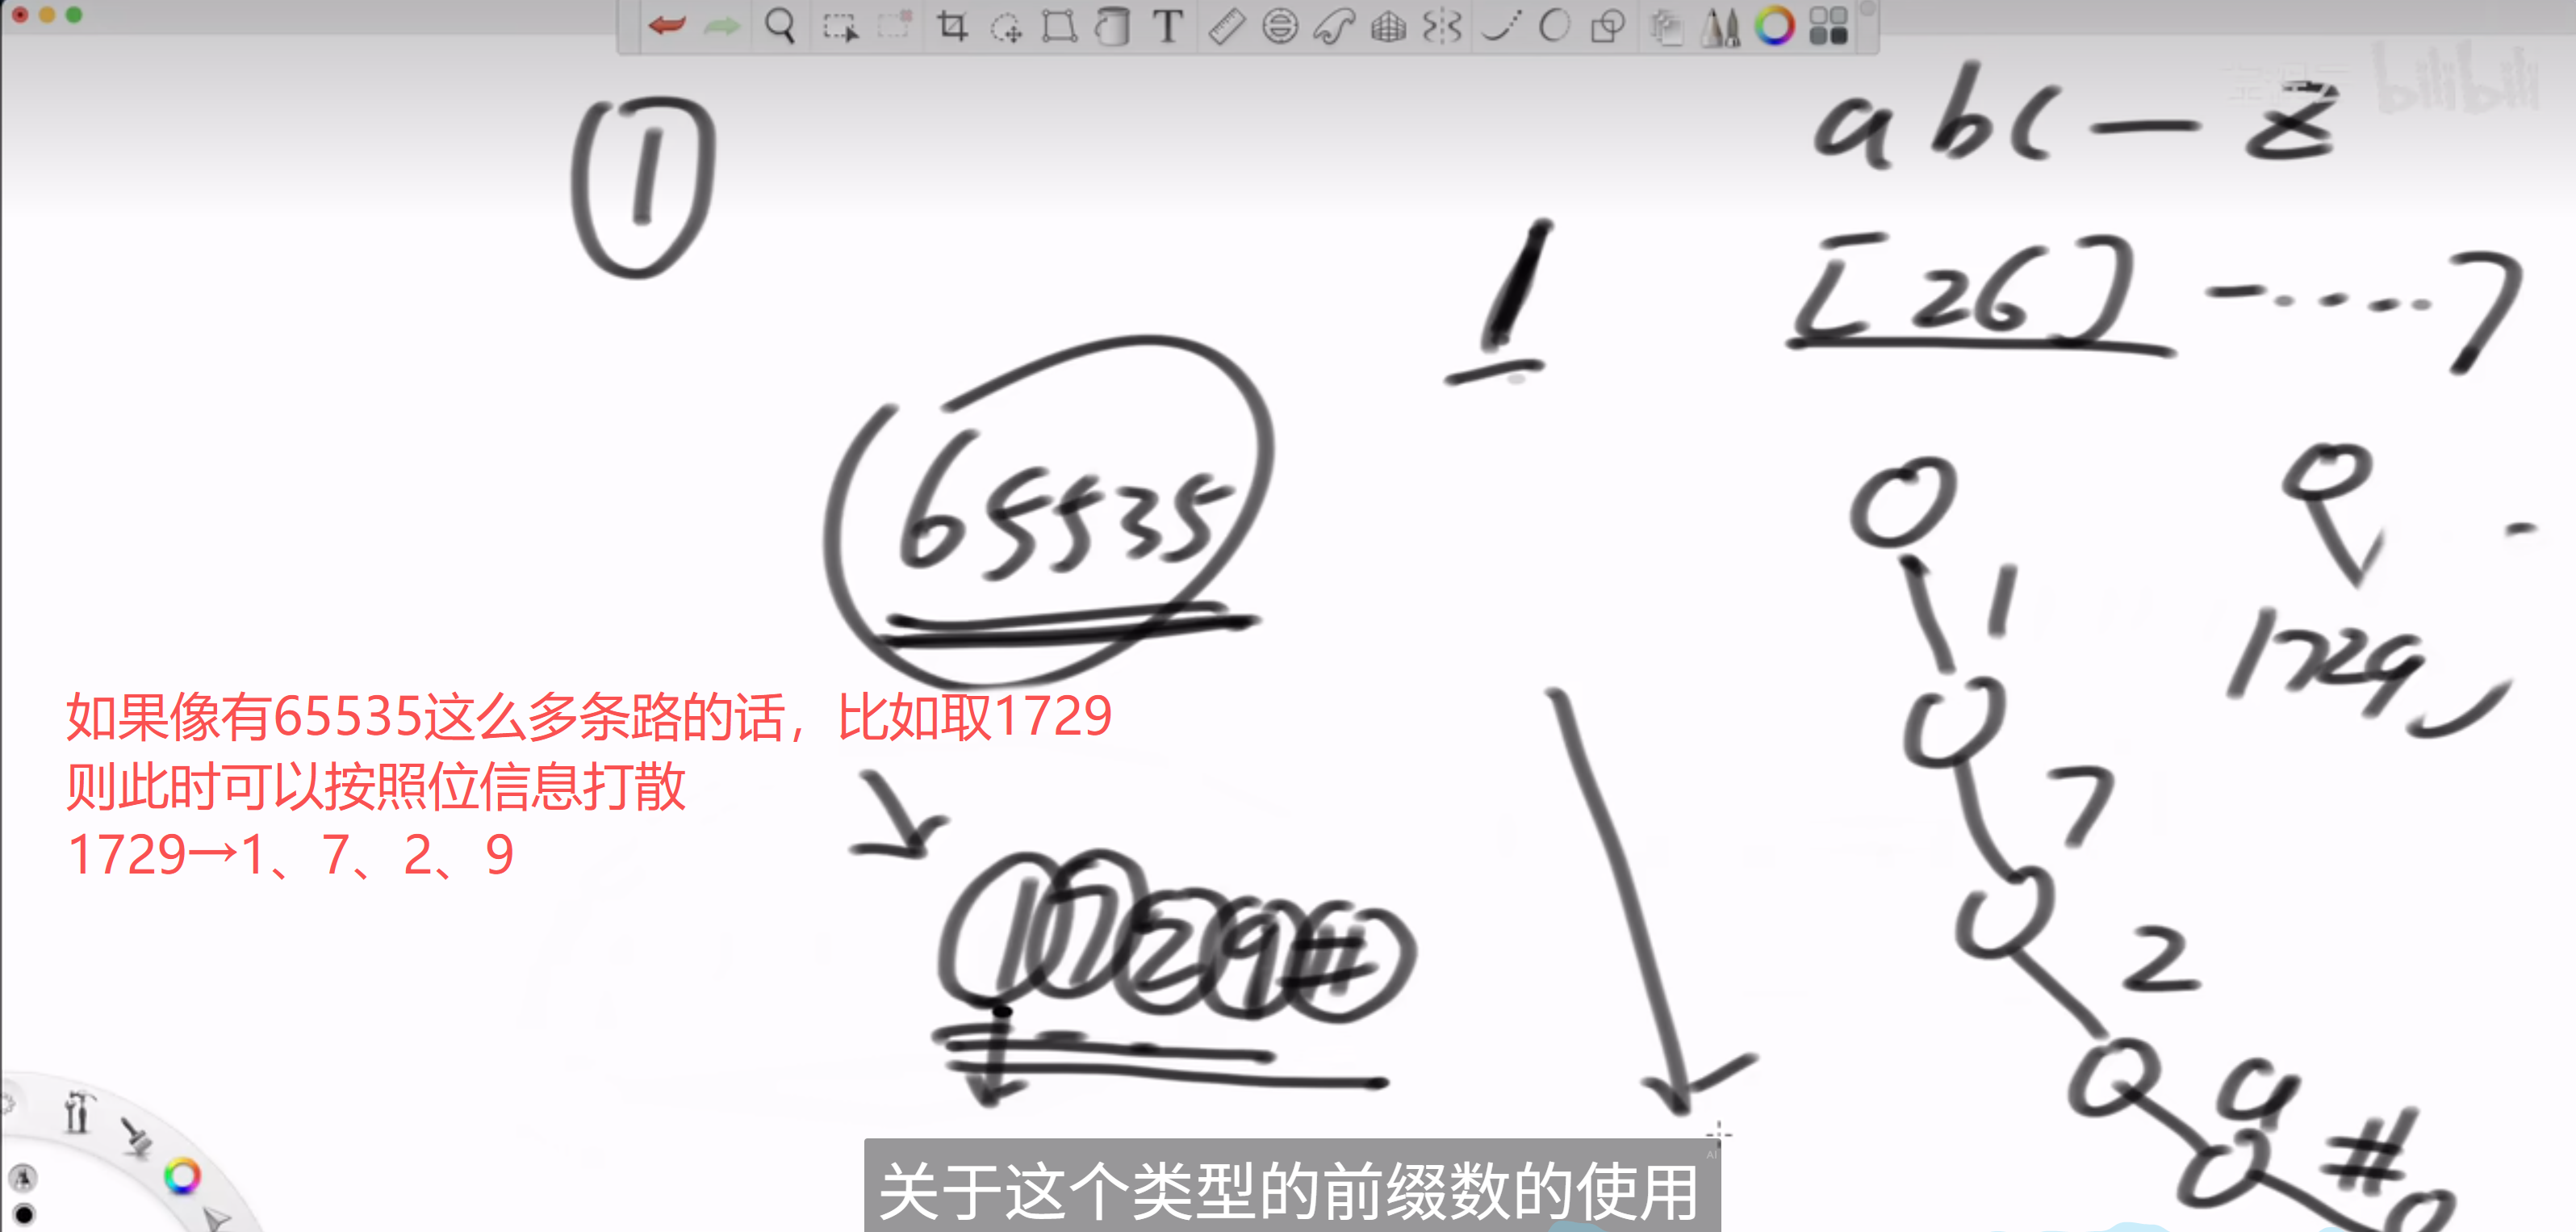 abc — z
①
1
[26] -····· 7
65535
1
1729,
如果像有65535这么多条路的话，比如取1729
则此时可以按照位信息打散
1729→1、7、2、9
7
1729#
2
9
#
关于这个类型的前缀数的使用